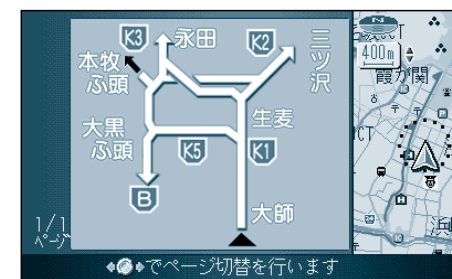 K3
永田
K2
三ツ沢
本牧
ふ頭
大黒
ふ頭
生麦
K5
K1
B
大師
1/1
ページ
でページ切替を行います
400m
霞が関
CT
浜